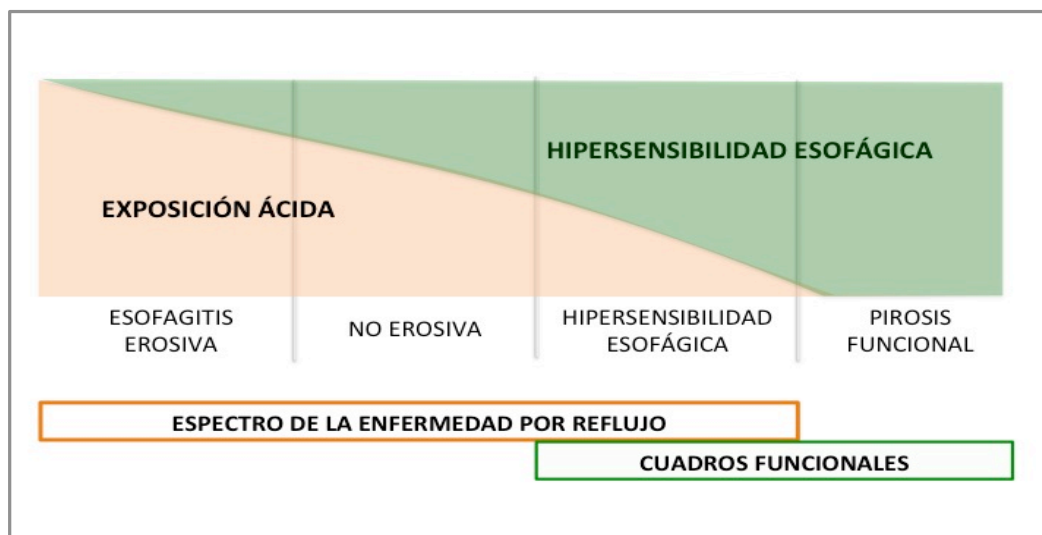 HIPERSENSIBILIDAD ESOFÁGICA
EXPOSICIÓN ÁCIDA
ESOFAGITIS
EROSIVA
NO EROSIVA
HIPERSENSIBILIDAD
ESOFÁGICA
PIROSIS
FUNCIONAL
ESPECTRO DE LA ENFERMEDAD POR REFLUJO
CUADROS FUNCIONALES